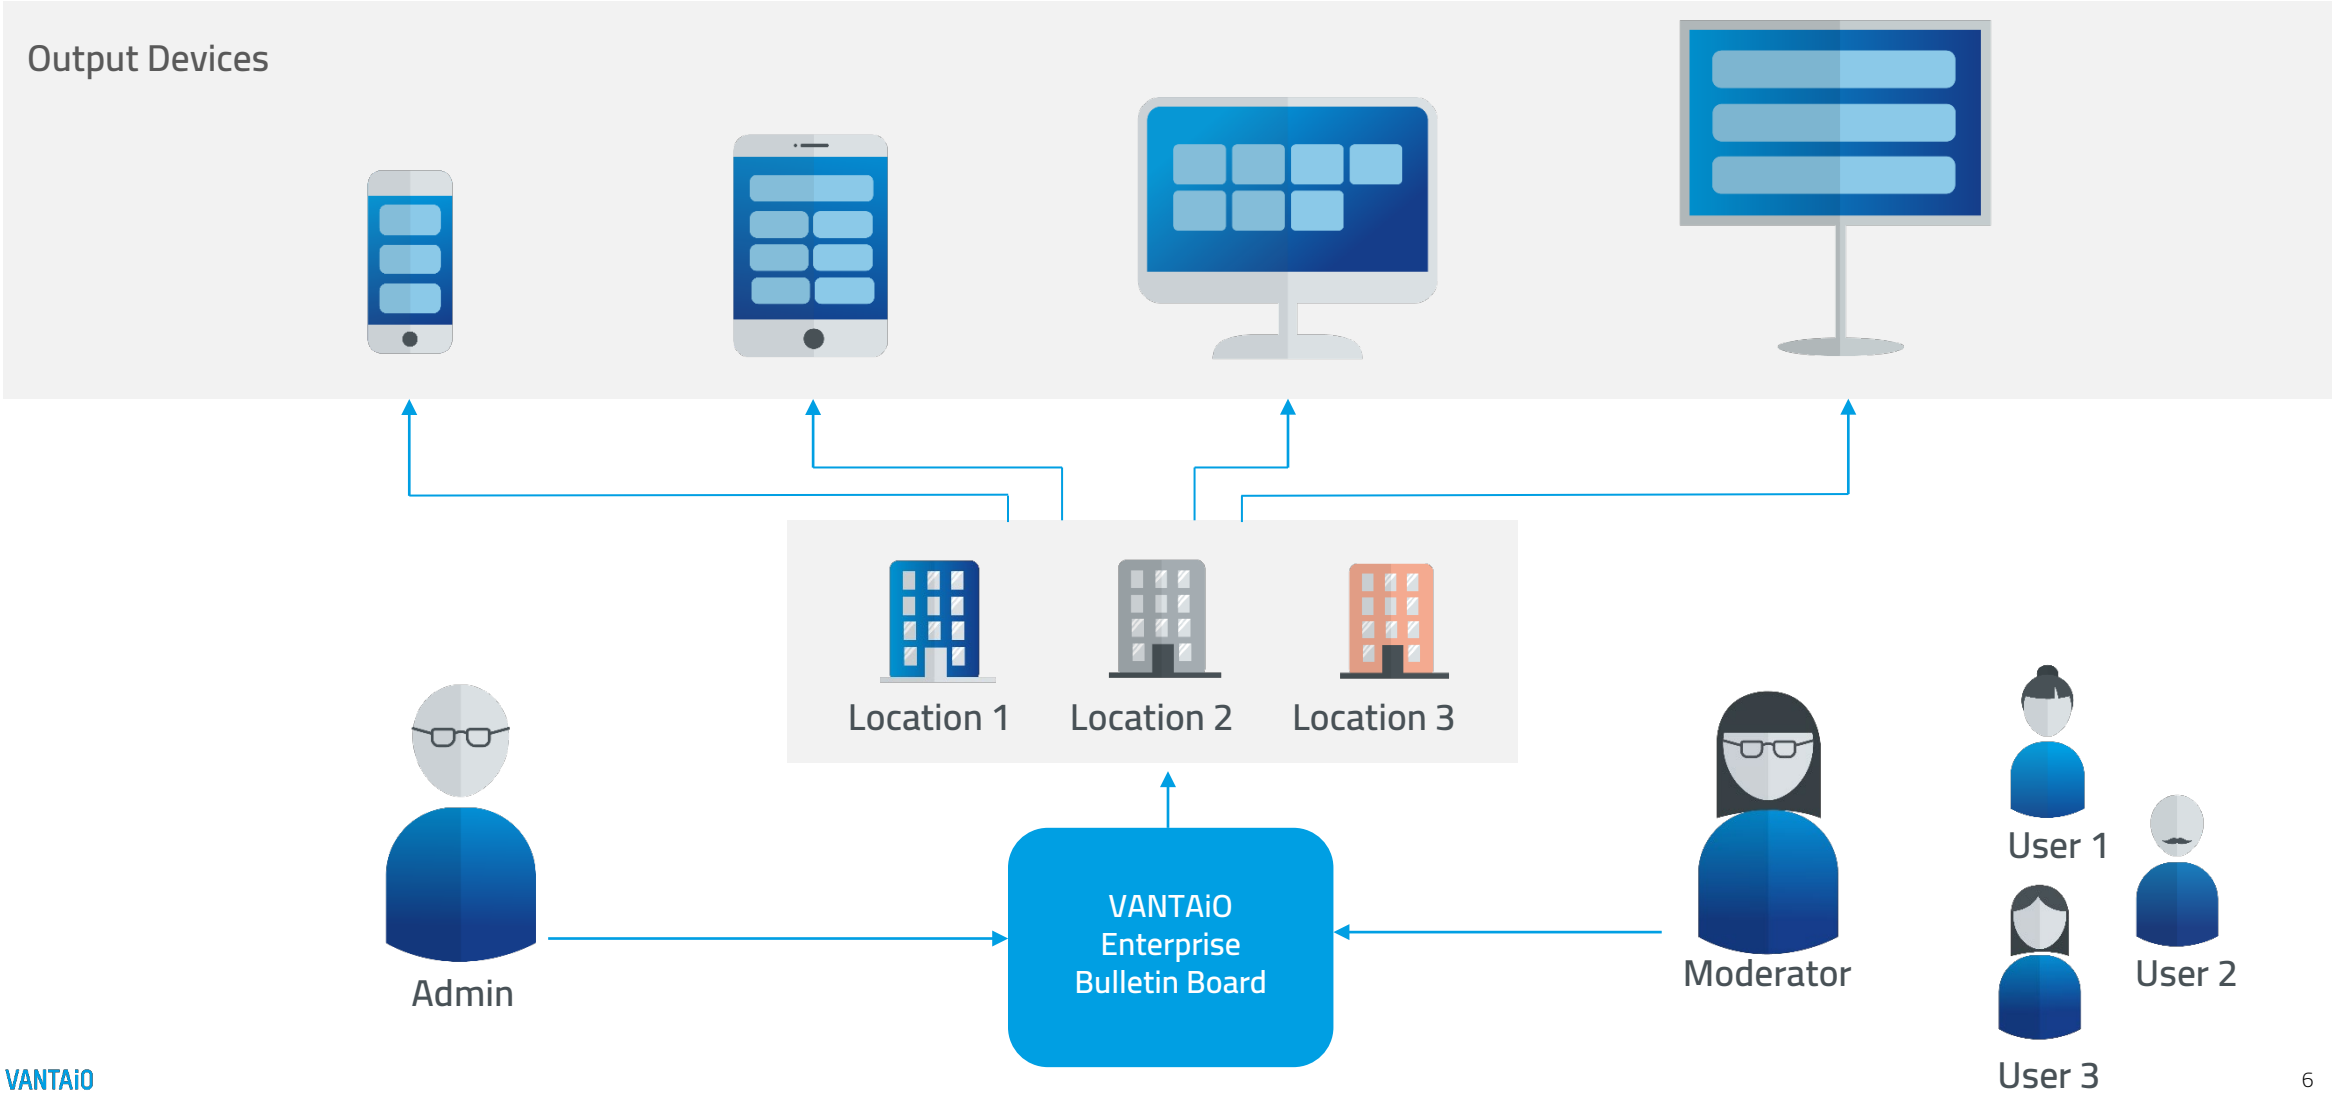 Output Devices
Location 1
Location 2
Location 3
Admin
VANTAiO
Enterprise
Bulletin Board
Moderator
User 1
User 2
User 3
VANTAiO
6